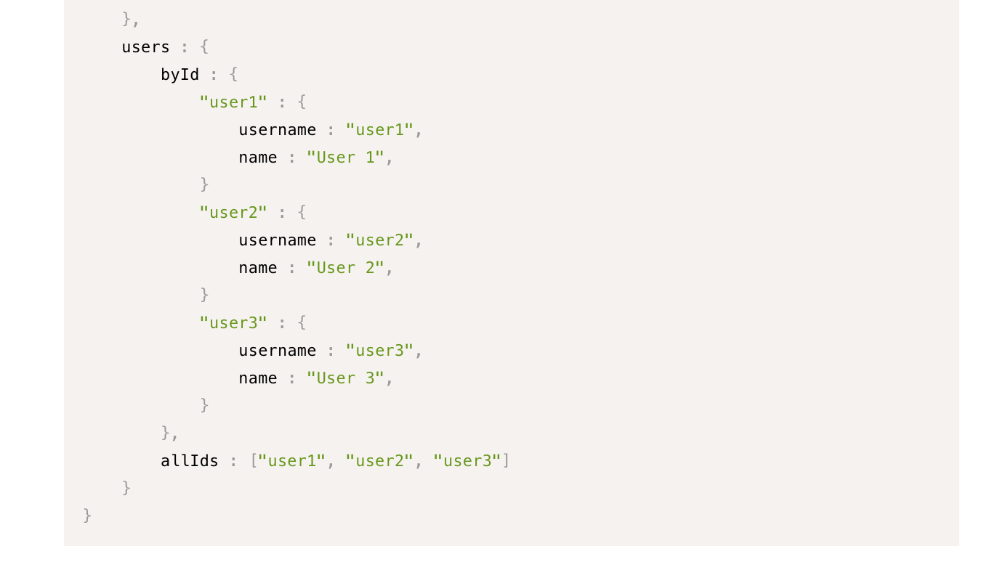 },
users : {
byId : {
"user1" : {
username : "user1",
name : "User 1",
}
"user2" : {
username : "user2",
name : "User 2",
}
"user3" : {
username : "user3",
name : "User 3",
}
},
allIds : ["user1", "user2", "user3"]
}
}